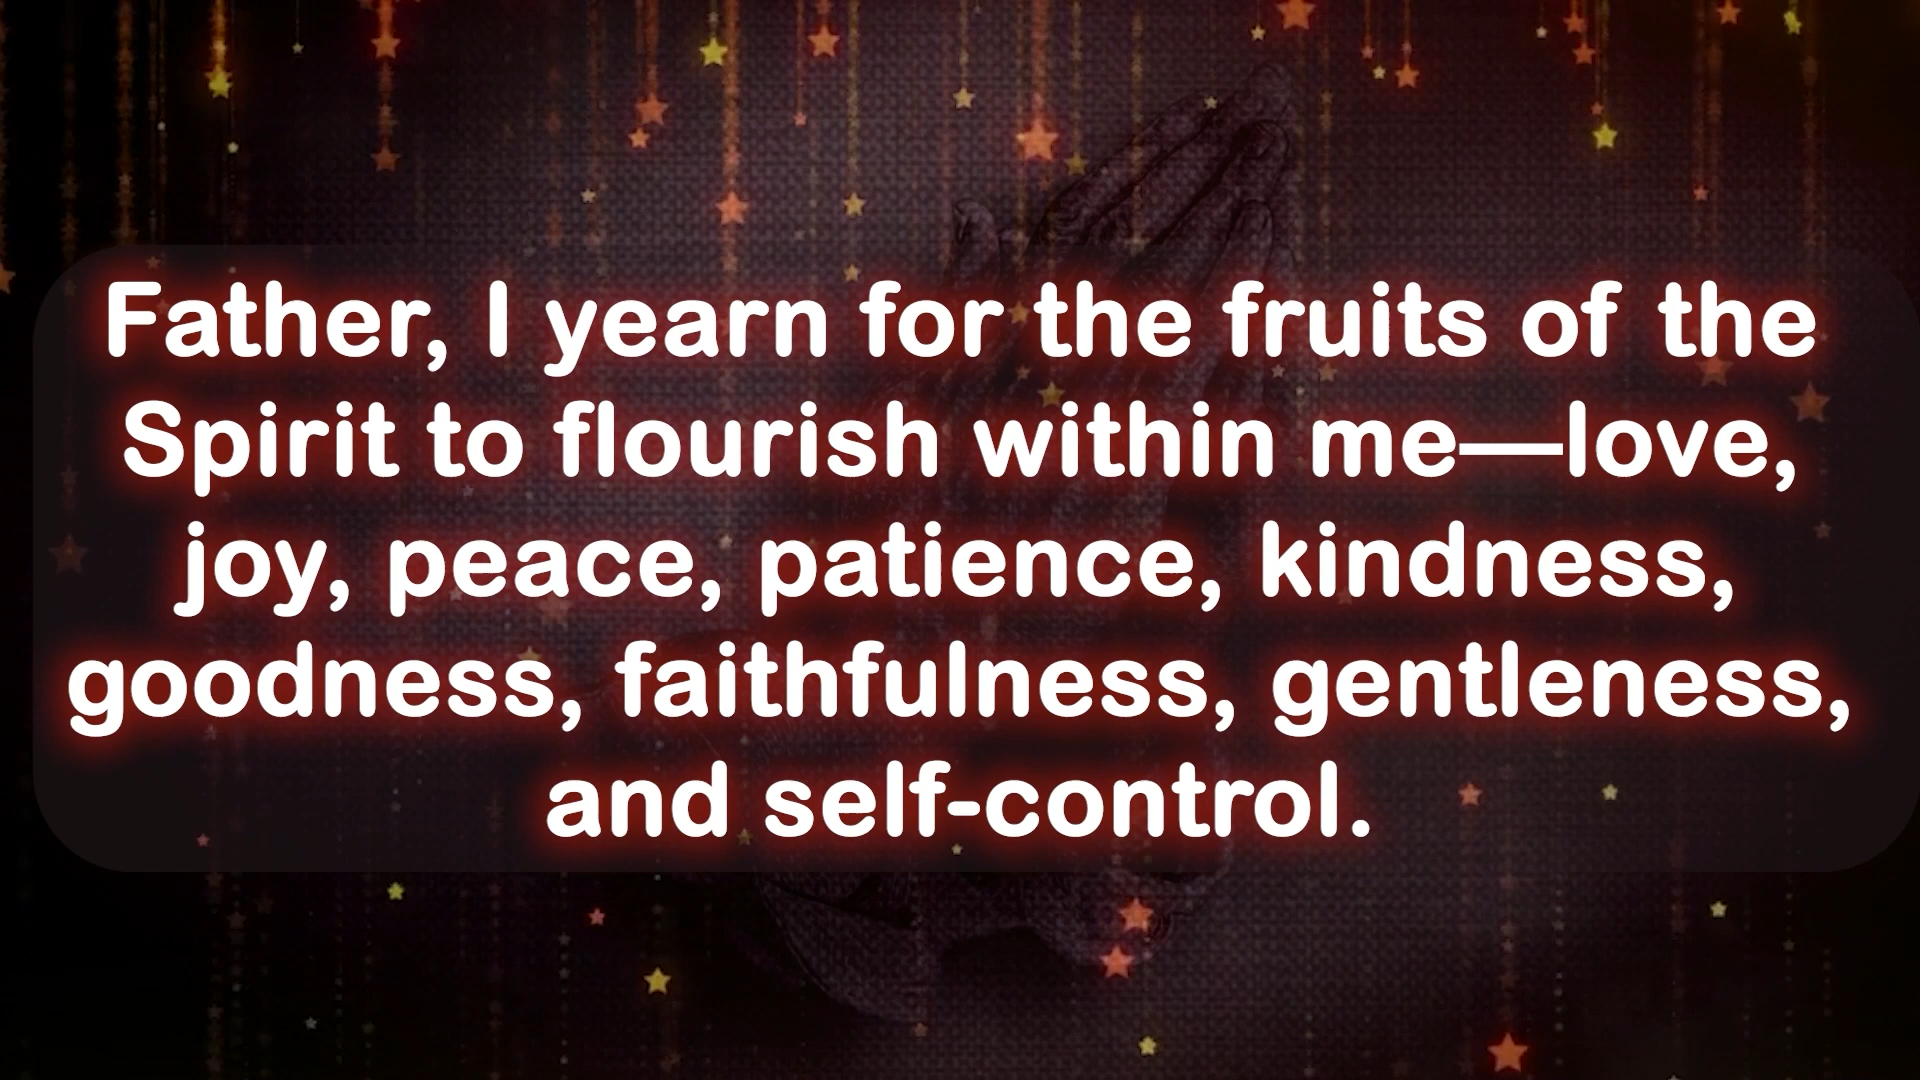 Father, I yearn for the fruits of the
Spirit to flourish within me—love,
joy, peace, patience, kindness,
goodness, faithfulness, gentleness,
and self-control.